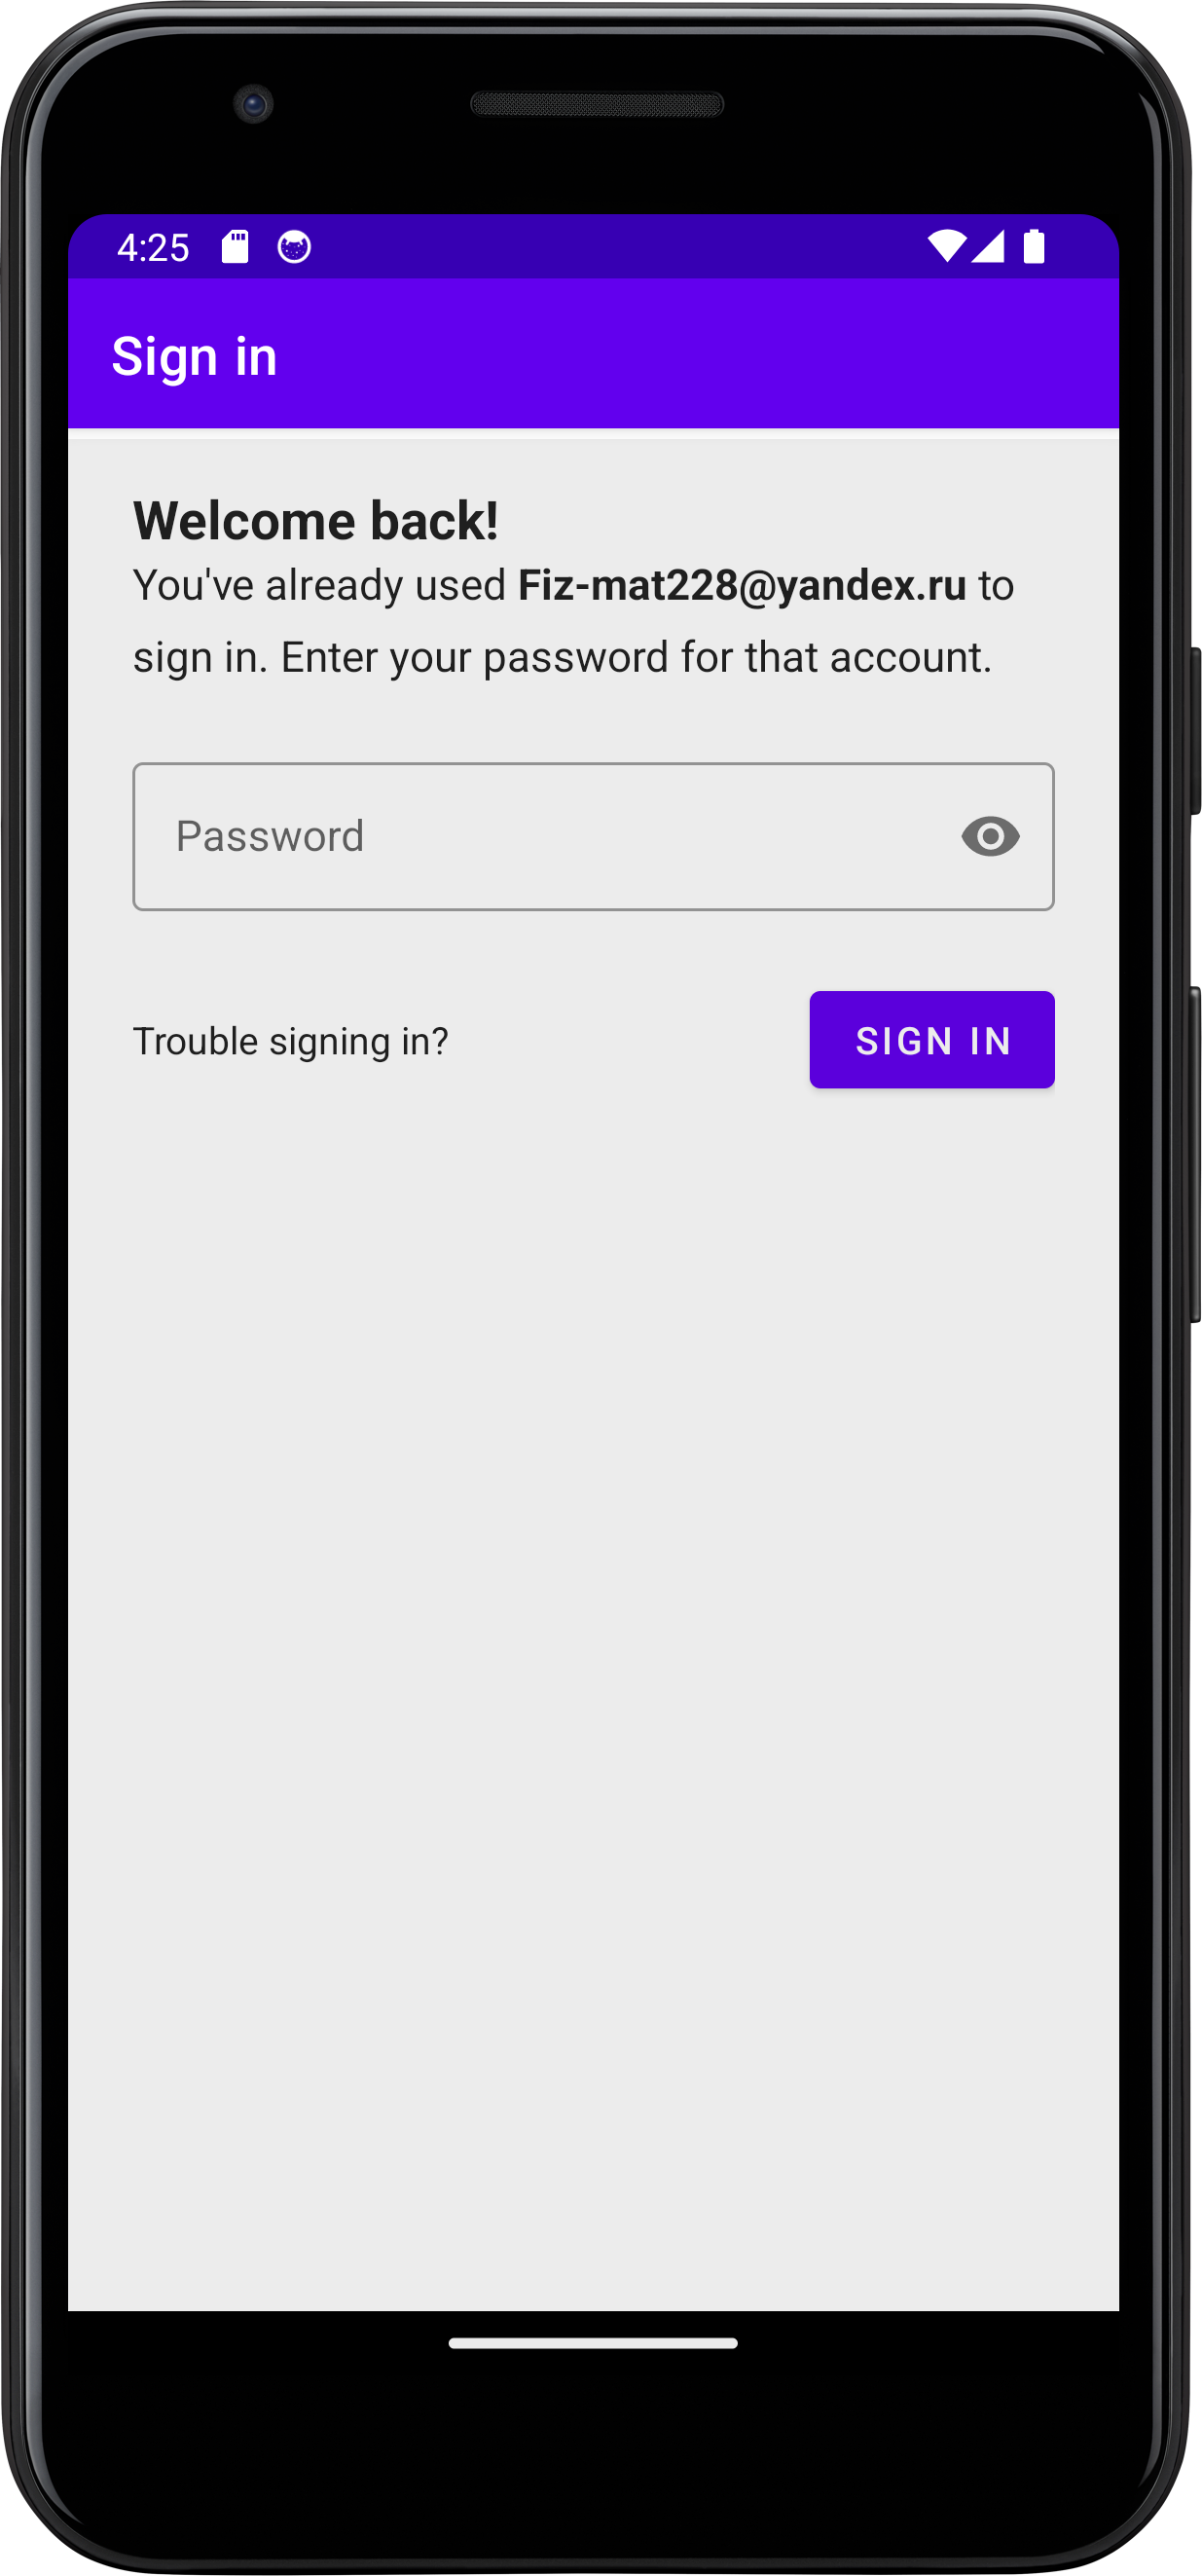 4:25
Sign in
Welcome back!
You've already used Fiz-mat228@yandex.ru to
sign in. Enter your password for that account.
Password
Trouble signing in?
SIGN IN